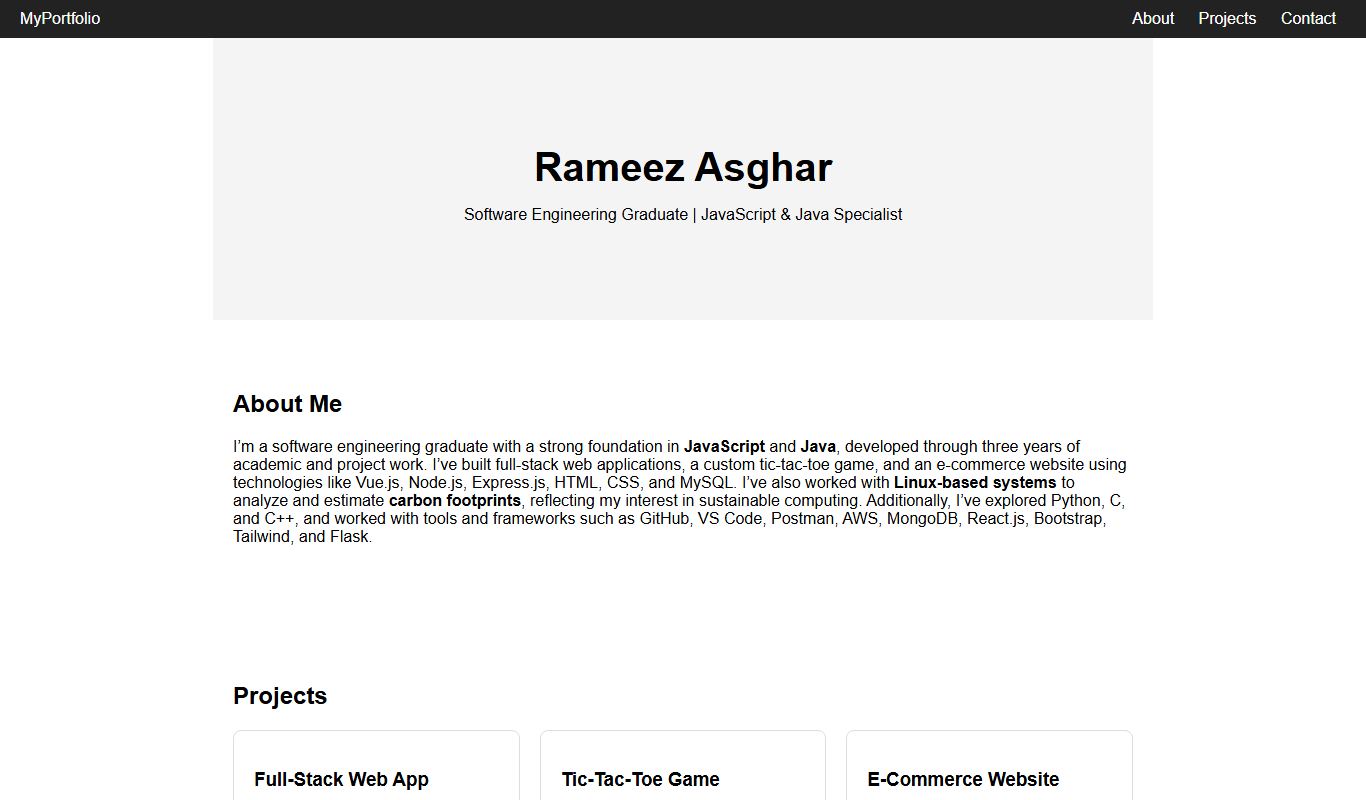 MyPortfolio
About Projects Contact
Rameez Asghar
Software Engineering Graduate | JavaScript & Java Specialist
About Me
I’m a software engineering graduate with a strong foundation in JavaScript and Java, developed through three years of
academic and project work. I’ve built full-stack web applications, a custom tic-tac-toe game, and an e-commerce website using
technologies like Vue.js, Node.js, Express.js, HTML, CSS, and MySQL. I’ve also worked with Linux-based systems to
analyze and estimate carbon footprints, reflecting my interest in sustainable computing. Additionally, I’ve explored Python, C,
and C++, and worked with tools and frameworks such as GitHub, VS Code, Postman, AWS, MongoDB, React.js, Bootstrap,
Tailwind, and Flask.
Projects
Full-Stack Web App
Tic-Tac-Toe Game
E-Commerce Website